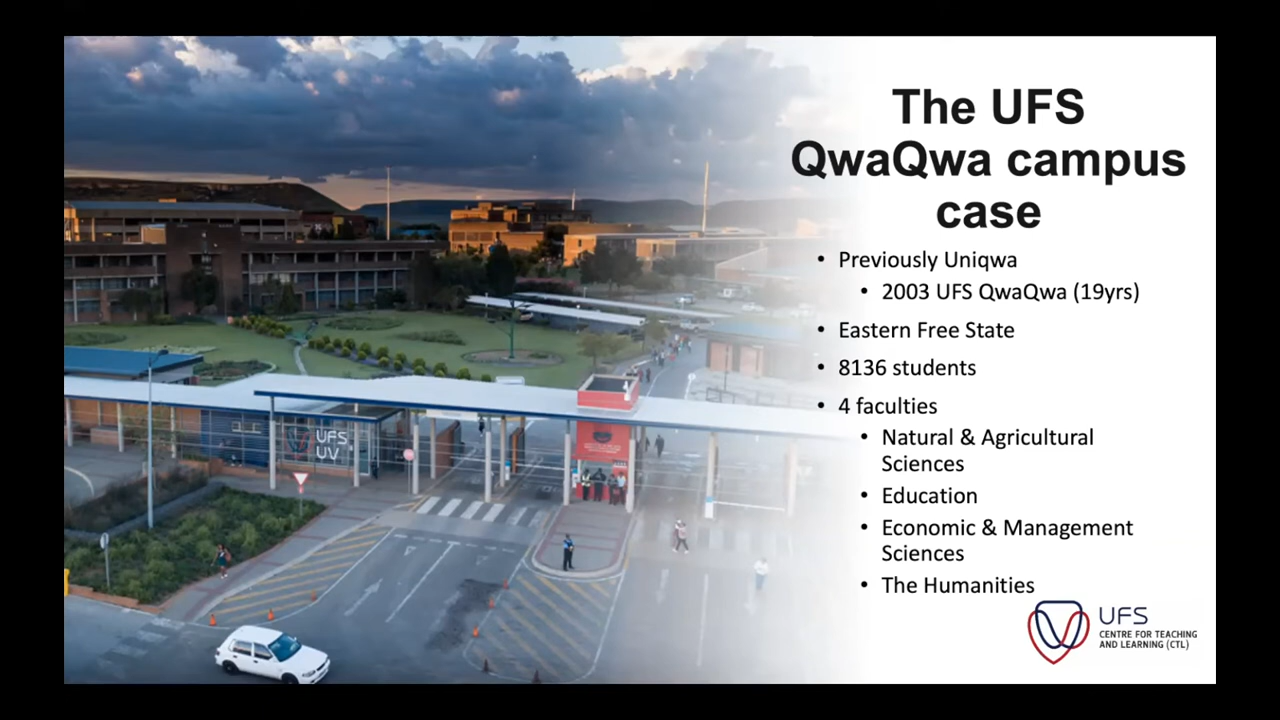 The UFS
QwaQwa campus
case
• Previously Uniqwa
• 2003 UFS QwaQwa (19yrs)
• Eastern Free State
• 8136 students
• 4 faculties
• Natural & Agricultural
Sciences
• Education
• Economic & Management
Sciences
• The Humanities
UFS
UV
UFS
CENTRE FOR TEACHING
AND LEARNING (CTL)